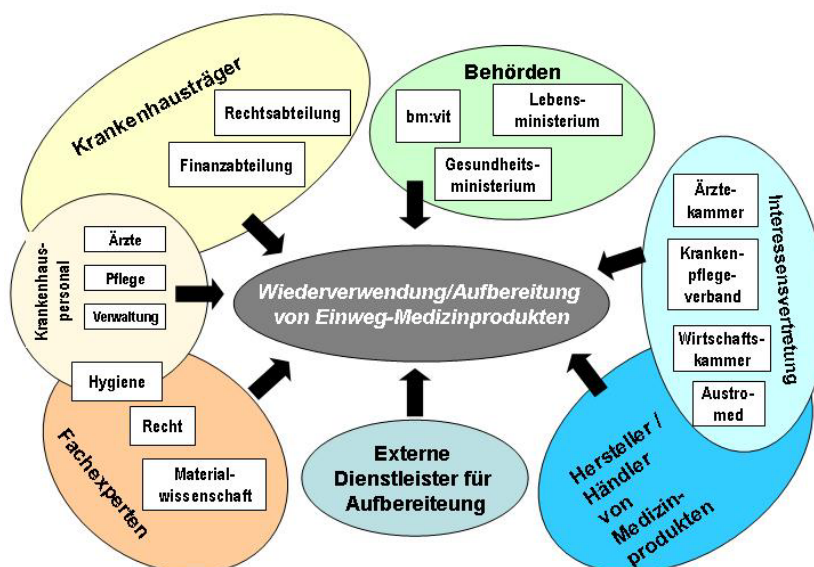 Krankenhausträger
Rechtsabteilung
Finanzabteilung
Behörden
bm:vit
Lebens-
ministerium
Gesundheits-
ministerium
Interessensvertretung
Ärzte-
kammer
Kranken-
pflege-
verband
Wirtschafts-
kammer
Austro-
med
Krankenhaus-
personal
Ärzte
Pflege
Verwaltung
Hygiene
Wiederverwendung/Aufbereitung
von Einweg-Medizinprodukten
Fachexperten
Recht
Material-
wissenschaft
Externe
Dienstleister für
Aufbereiteung
Hersteller /
Händler
von
Medizin-
produkten